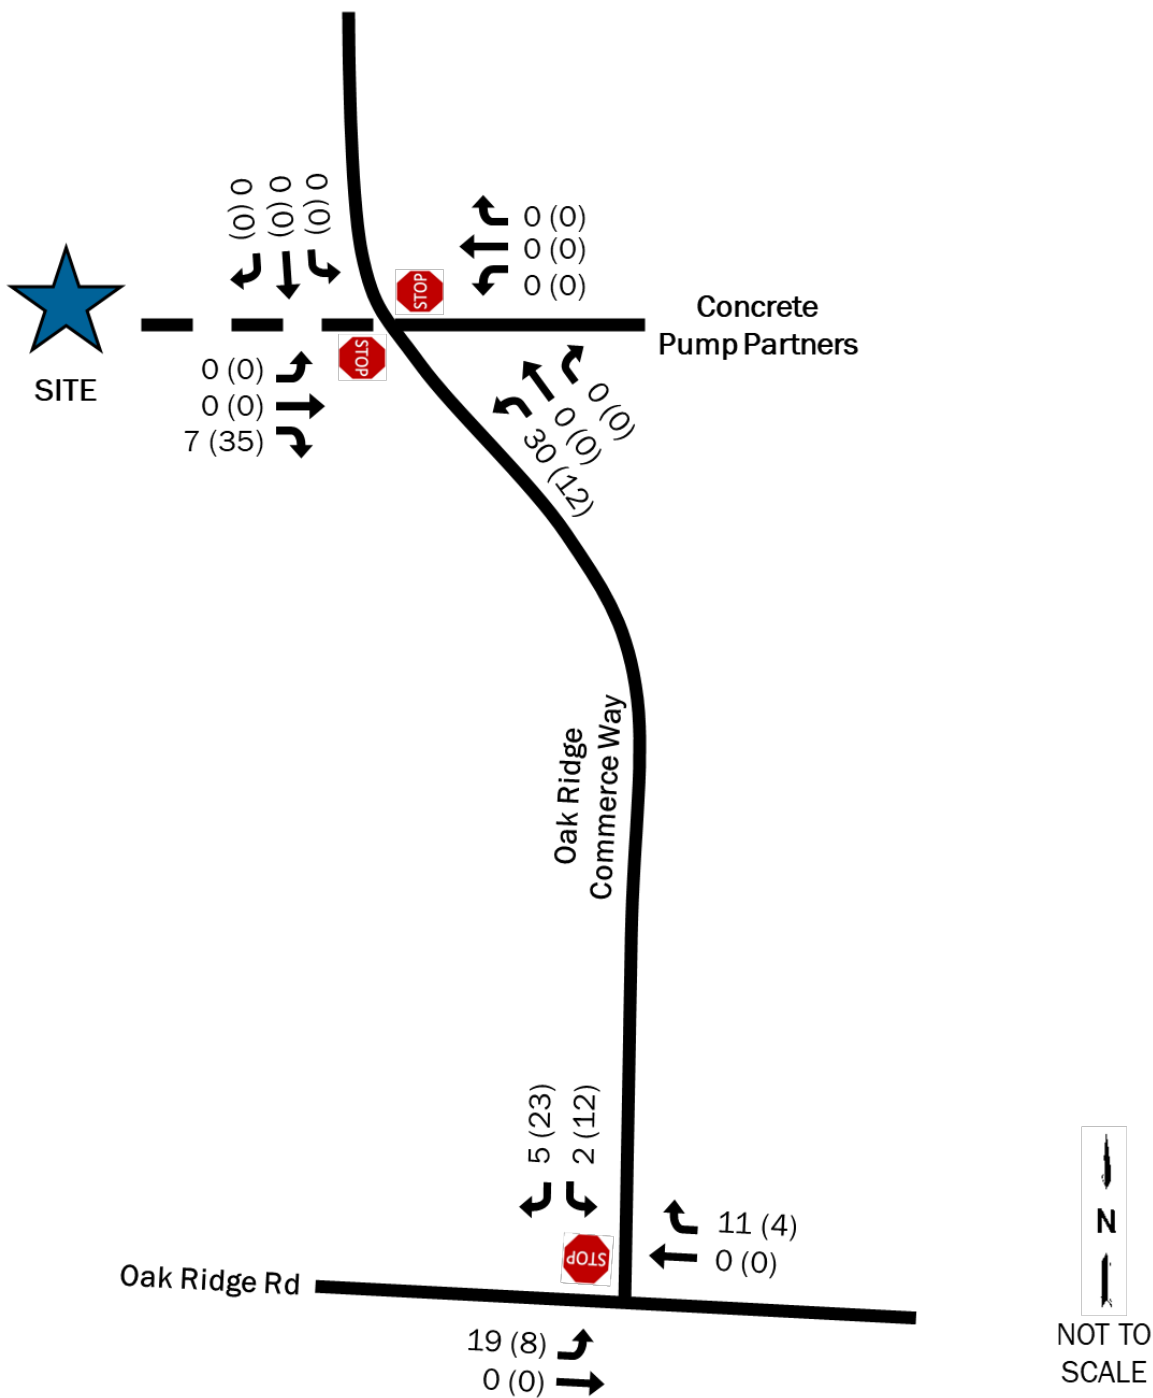 0 (0)
0 (0)
0 (0)
0 (0)
0 (0)
0 (0)
STOP
Concrete
Pump Partners
STOP
SITE
0 (0)
0 (0)
7 (35)
0 (0)
0 (0)
30 (12)
Oak Ridge
Commerce Way
5 (23)
2 (12)
11 (4)
0 (0)
STOP
Oak Ridge Rd
19 (8)
0 (0)
N
NOT TO
SCALE